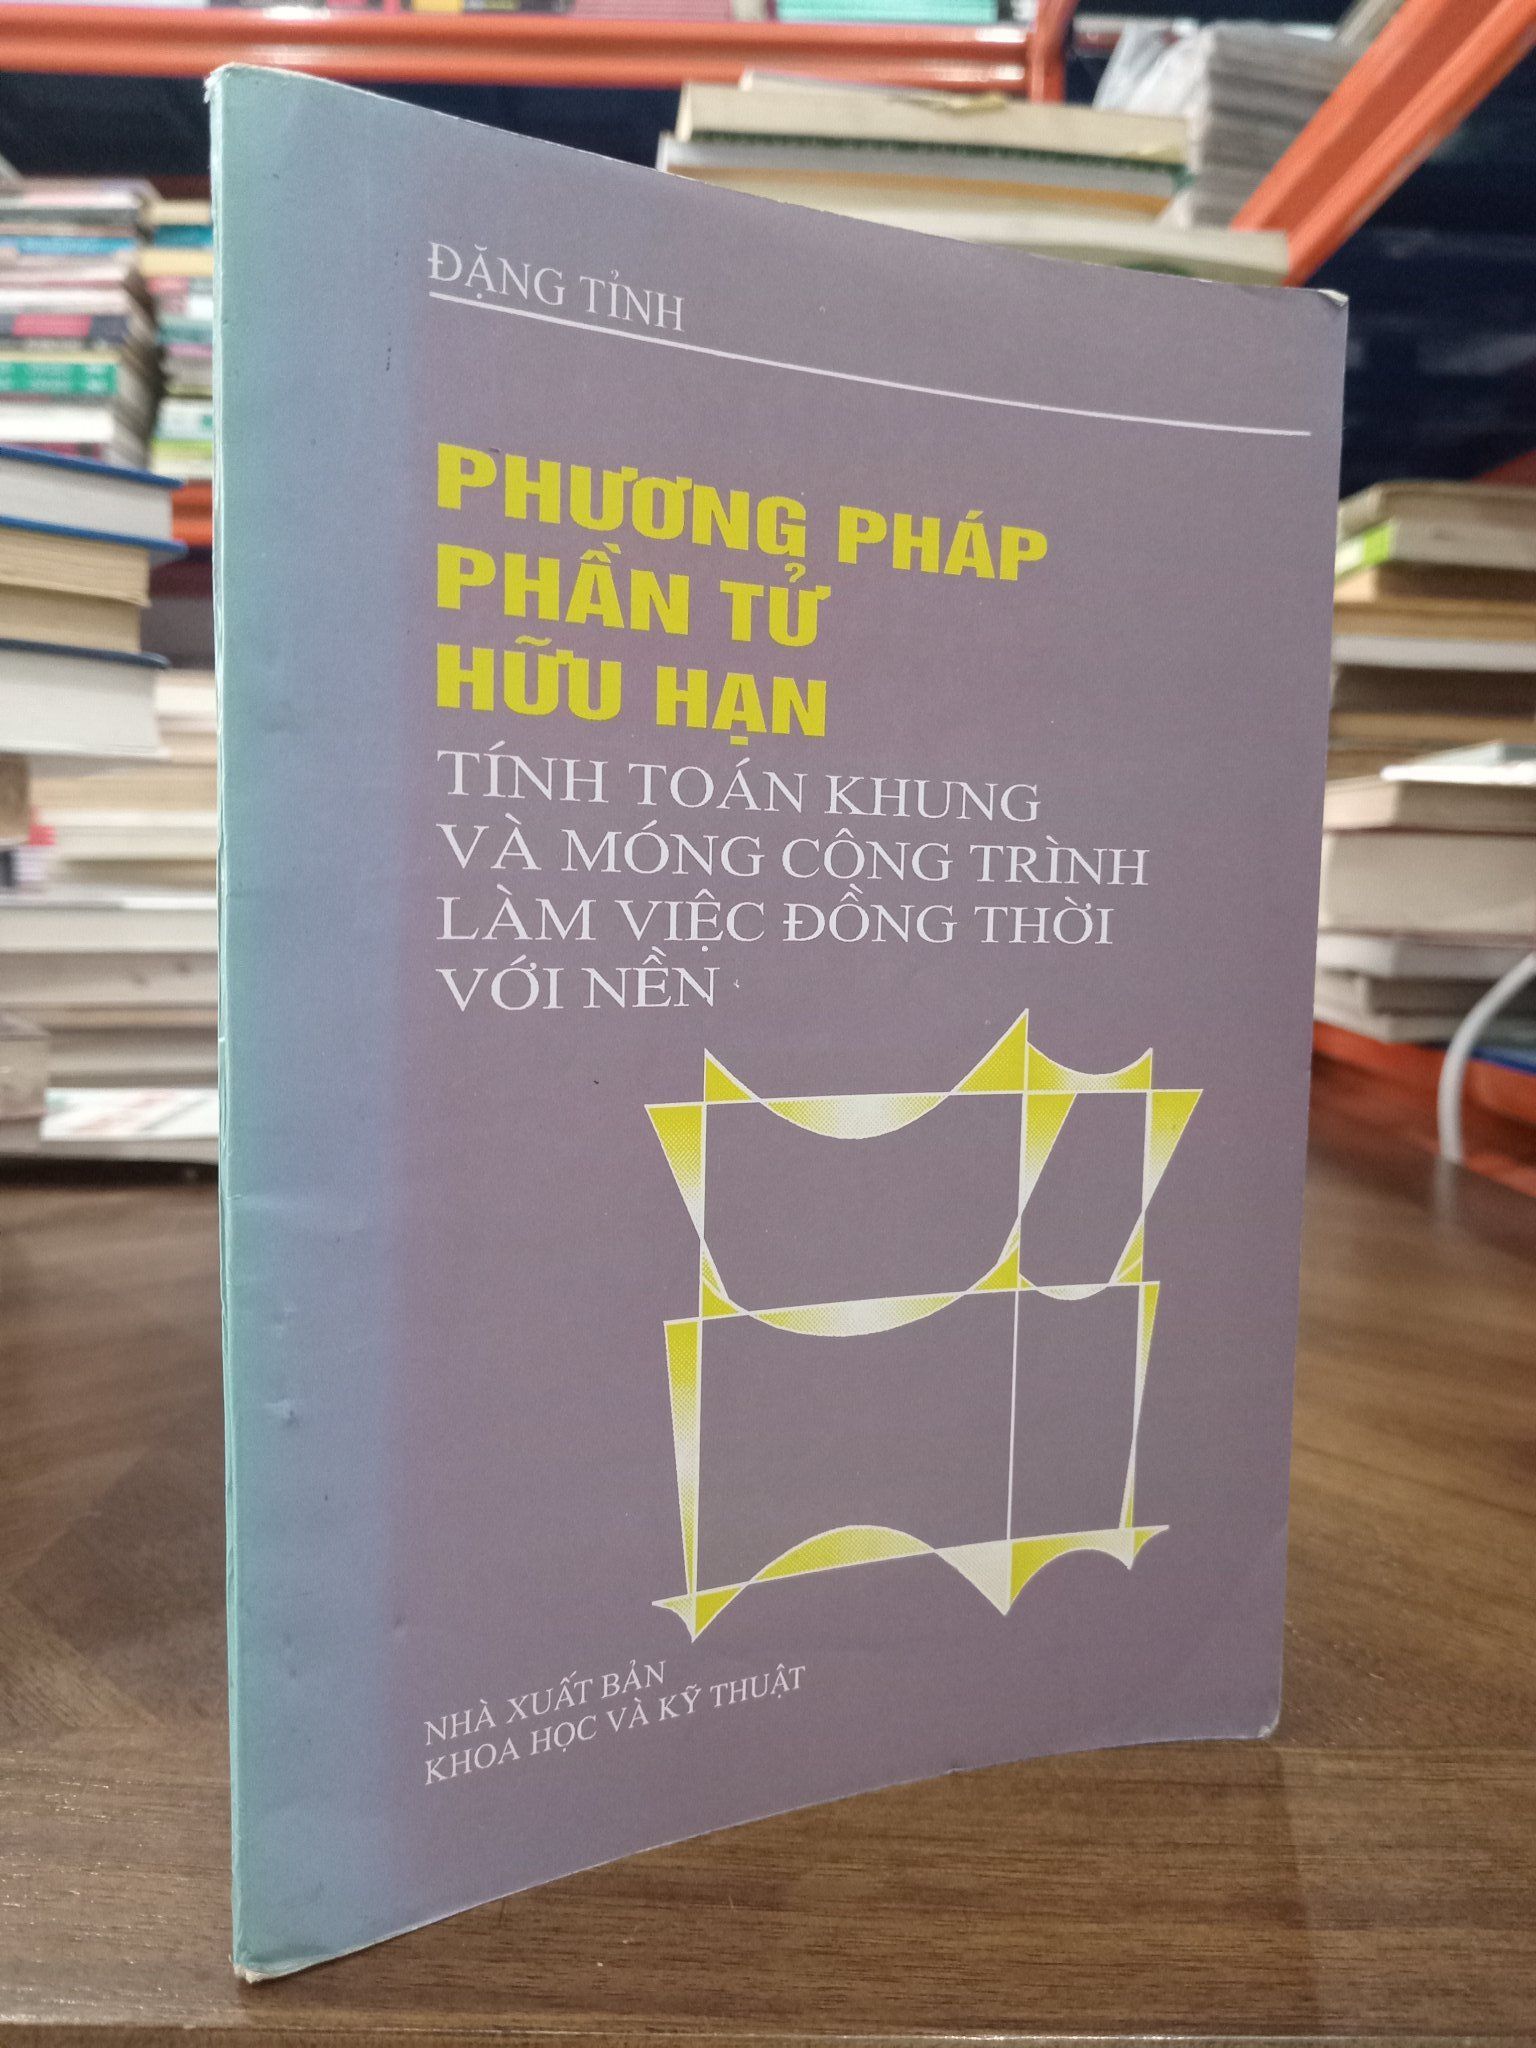 ĐẶNG TỈNH
PHƯƠNG PHÁP
PHẦN TỬ
HỮU HẠN
TÍNH TOÁN KHUNG
VÀ MÓNG CÔNG TRÌNH
LÀM VIỆC ĐỒNG THỜI
VỚI NỀN
NHÀ XUẤT BẢN
KHOA HỌC VÀ KỸ THUẬT